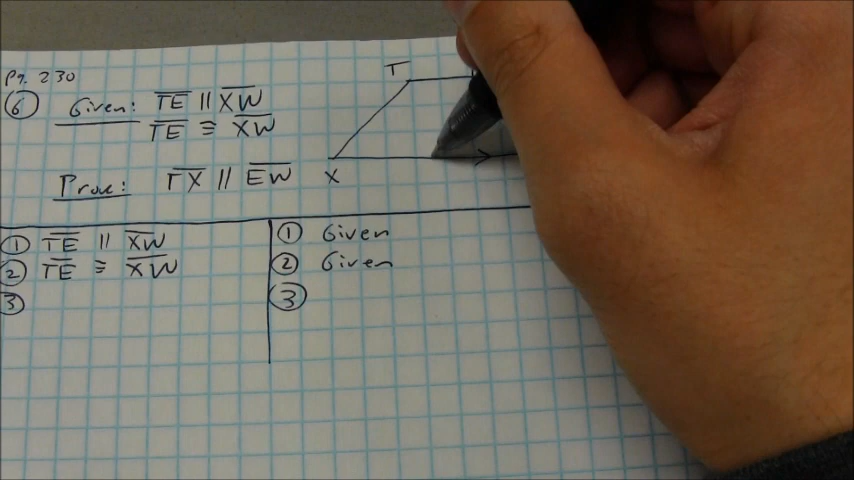 Pg. 230
6 Given: TE || XW
TE ≅ XW
Prove: TX || EW
T
X
1 TE || XW 1 Given
2 TE ≅ XW 2 Given
3 3